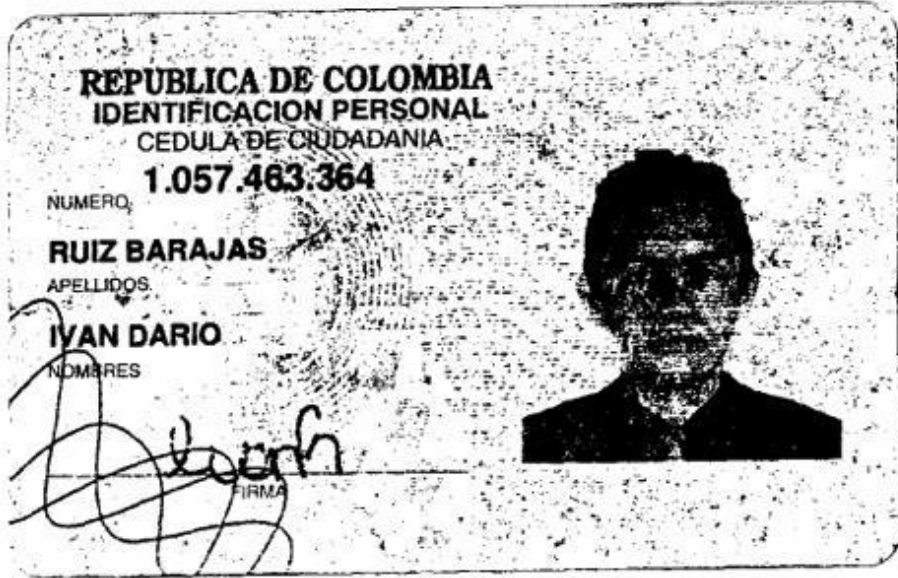 REPUBLICA DE COLOMBIA
IDENTIFICACION PERSONAL
CEDULA DE CIUDADANIA
1.057.463.364
NUMERO
RUIZ BARAJAS
APELLIDOS
IVAN DARIO
NOMBRES
FIRMA